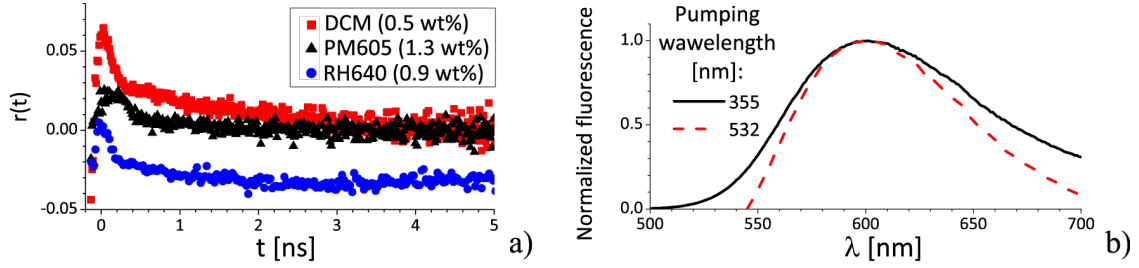 r(t)
0.05
0.00
-0.05
DCM (0.5 wt%)
PM605 (1.3 wt%)
RH640 (0.9 wt%)
0 1 2 3 4 5
t [ns]
a)
Normalized fluorescence
1.0
0.5
0.0
Pumping
wawelength
[nm]:
355
532
500 550 600 650 700
λ [nm]
b)